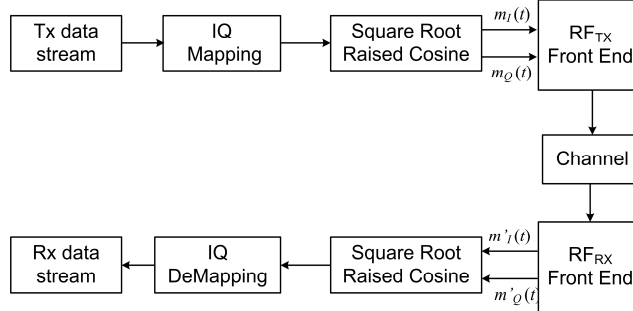 Tx data
stream
IQ
Mapping
Square Root
Raised Cosine
m_I(t)
m_Q(t)
RF_TX
Front End
Channel
Rx data
stream
IQ
DeMapping
Square Root
Raised Cosine
m'_I(t)
m'_Q(t)
RF_RX
Front End